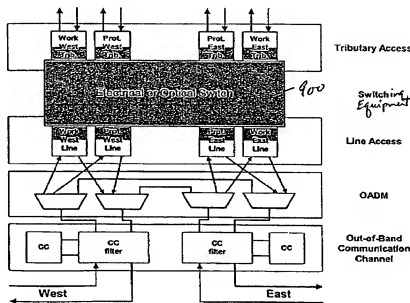 Work West Trib.
Prot. West Trib.
Prot. East Trib.
Work East Trib.
Tributary Access
Electrical or Optical Switch
900
Switching Equipment
Work West Line
Prot. West Line
Prot. East Line
Work East Line
Line Access
OADM
CC
CC filter
CC filter
CC
Out-of-Band Communication Channel
West
East